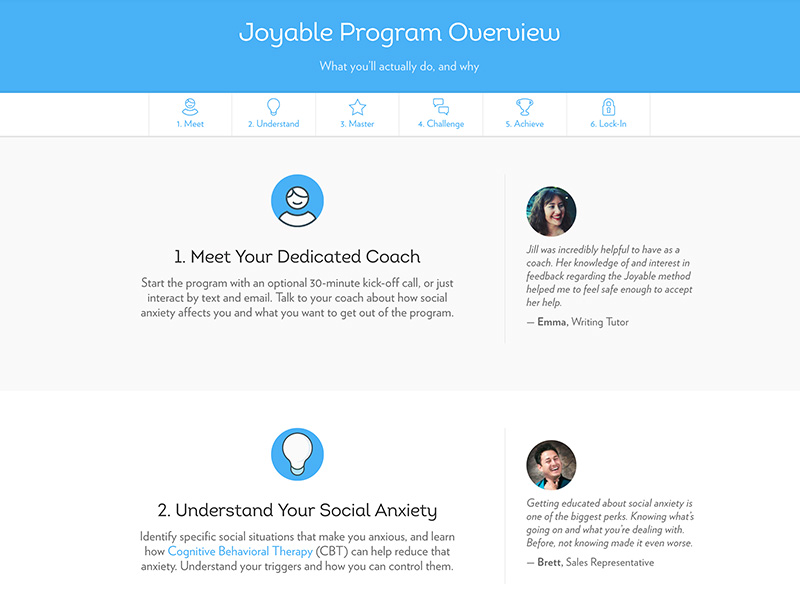 Joyable Program Overview
What you'll actually do, and why
1. Meet
2. Understand
3. Master
4. Challenge
5. Achieve
6. Lock-In
1. Meet Your Dedicated Coach
Start the program with an optional 30-minute kick-off call, or just
interact by text and email. Talk to your coach about how social
anxiety affects you and what you want to get out of the program.
Jill was incredibly helpful to have as a
coach. Her knowledge of and interest in
feedback regarding the Joyable method
helped me to feel safe enough to accept
her help.
— Emma, Writing Tutor
2. Understand Your Social Anxiety
Identify specific social situations that make you anxious, and learn
how Cognitive Behavioral Therapy (CBT) can help reduce that
anxiety. Understand your triggers and how you can control them.
Getting educated about social anxiety is
one of the biggest perks. Knowing what's
going on and what you're dealing with.
Before, not knowing made it even worse.
— Brett, Sales Representative